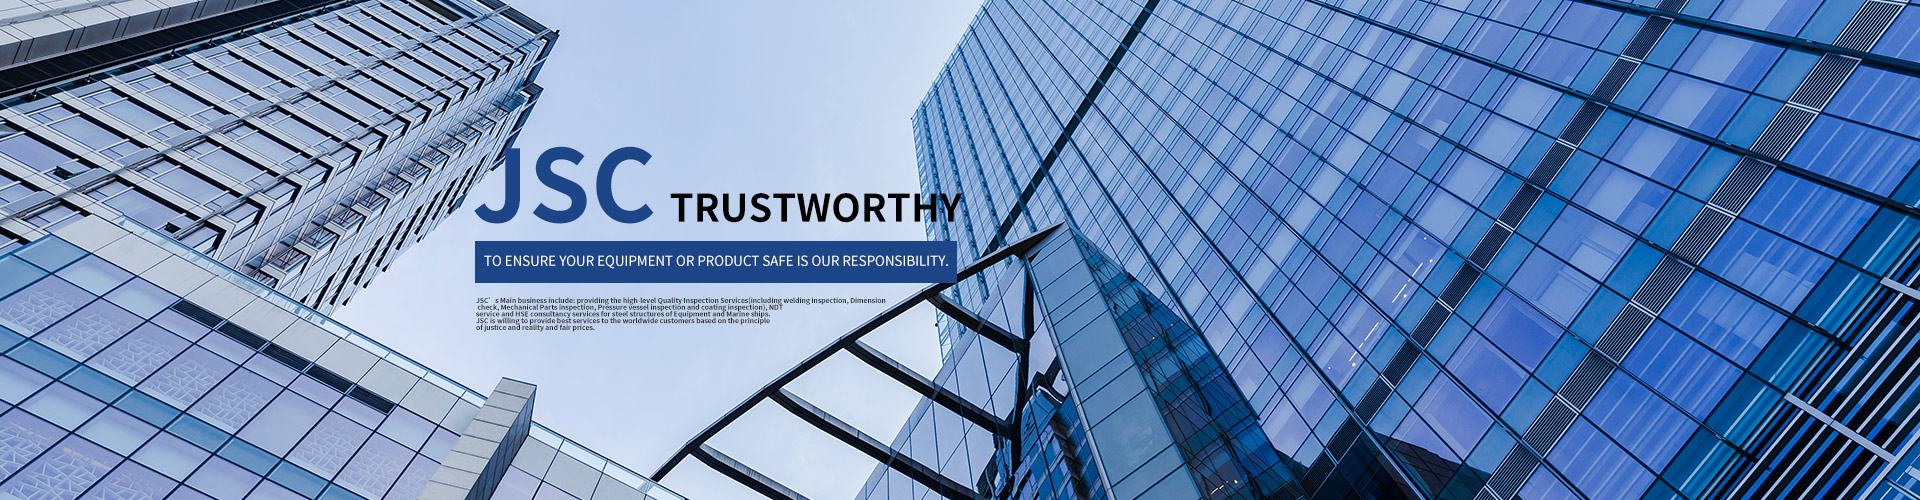 JSC TRUSTWORTHY
TO ENSURE YOUR EQUIPMENT OR PRODUCT SAFE IS OUR RESPONSIBILITY.
JSC’s Main business include: providing the high-level Quality Inspection Services(including welding inspection, Dimension
check, Mechanical Parts inspection, Pressure vessel inspection and coating inspection), NDT
service and HSE consultancy services for steel structures of Equipment and Marine ships.
JSC is willing to provide best services to the worldwide customers based on the principle
of justice and reality and fair prices.